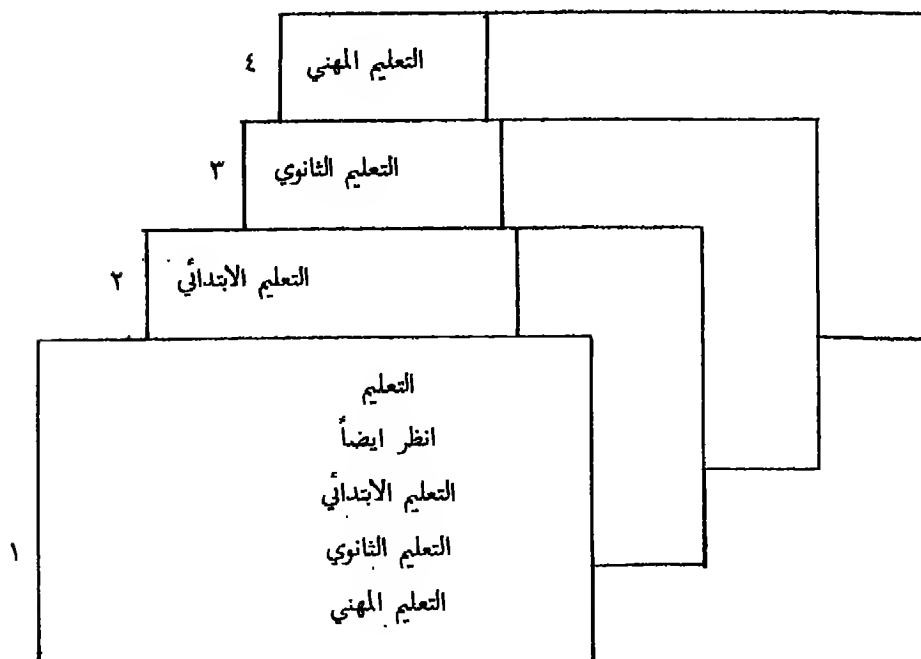 ٤ التعليم المهني
٣ التعليم الثانوي
٢ التعليم الابتدائي
التعليم
انظر ايضاً
التعليم الابتدائي
١ التعليم الثانوي
التعليم المهني